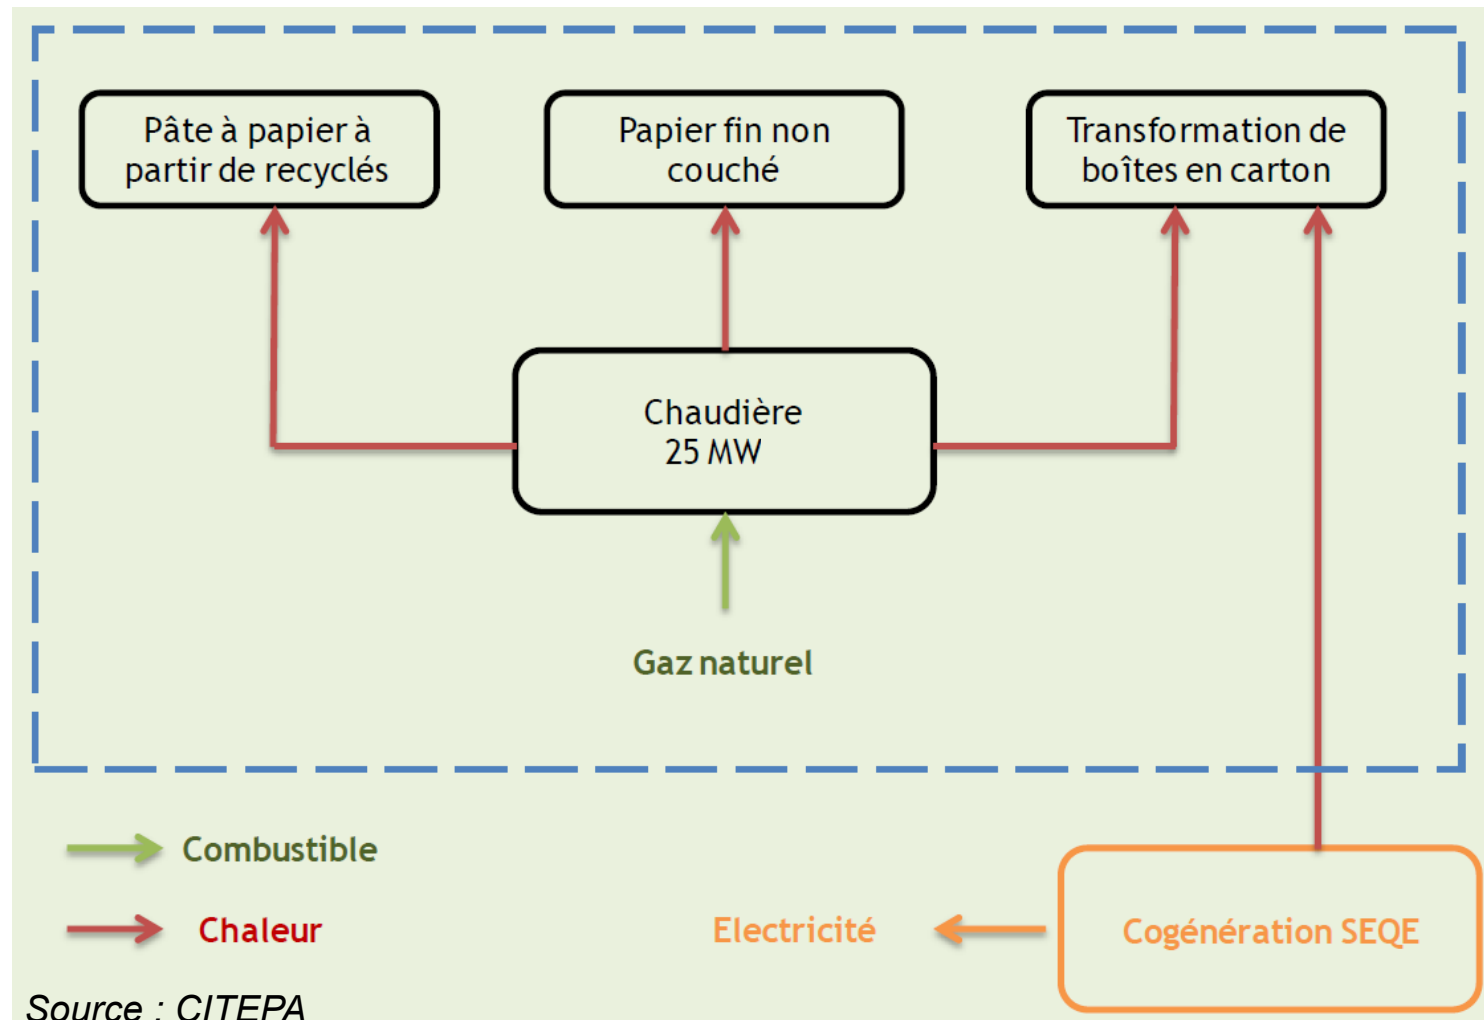 Pâte à papier à
partir de recyclés
Papier fin non
couché
Transformation de
boîtes en carton
Chaudière
25 MW
Gaz naturel
Combustible
Chaleur
Electricité
Cogénération SEQE
Source : CITEPA